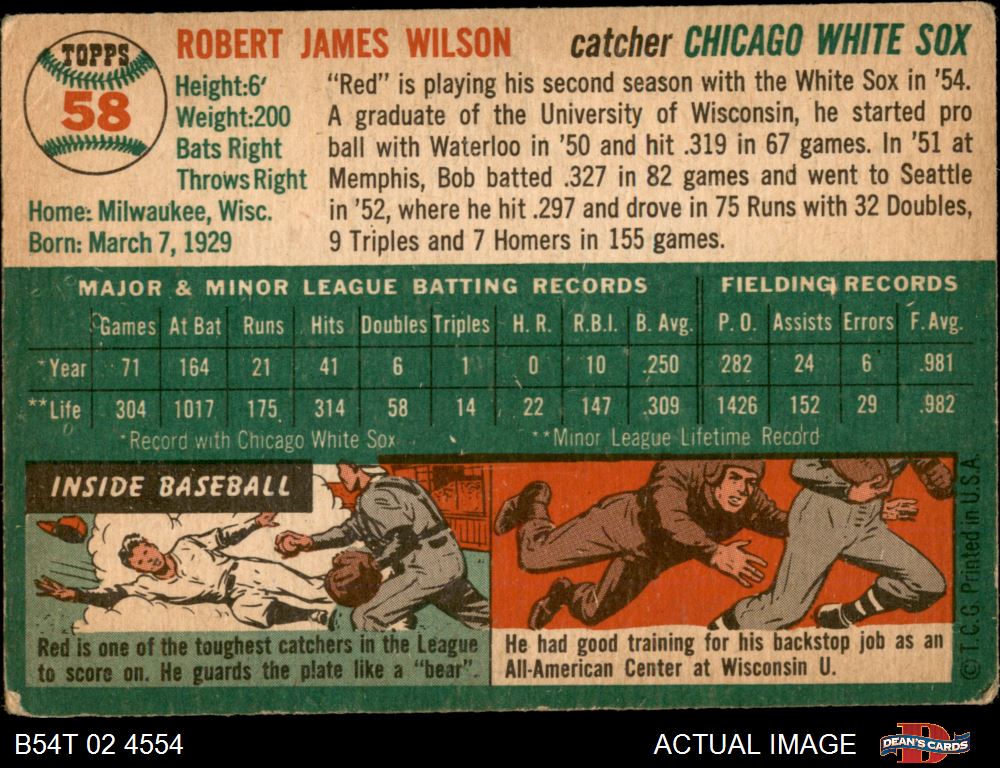 TOPPS
58
ROBERT JAMES WILSON catcher CHICAGO WHITE SOX
Height:6'
Weight:200
Bats Right
Throws Right
Home: Milwaukee, Wisc.
Born: March 7, 1929
"Red" is playing his second season with the White Sox in '54.
A graduate of the University of Wisconsin, he started pro
ball with Waterloo in '50 and hit .319 in 67 games. In '51 at
Memphis, Bob batted .327 in 82 games and went to Seattle
in '52, where he hit .297 and drove in 75 Runs with 32 Doubles,
9 Triples and 7 Homers in 155 games.
MAJOR & MINOR LEAGUE BATTING RECORDS FIELDING RECORDS
Games At Bat Runs Hits Doubles Triples H. R. R.B.I. B. Avg. P. O. Assists Errors F. Avg.
*Year 71 164 21 41 6 1 0 10 .250 282 24 6 .981
**Life 304 1017 175 314 58 14 22 147 .309 1426 152 29 .982
*Record with Chicago White Sox **Minor League Lifetime Record
INSIDE BASEBALL
Red is one of the toughest catchers in the League
to score on. He guards the plate like a "bear".
He had good training for his backstop job as an
All-American Center at Wisconsin U.
© T.C.G. Printed in U.S.A.
B54T 02 4554
ACTUAL IMAGE
B
DEAN'S CARDS